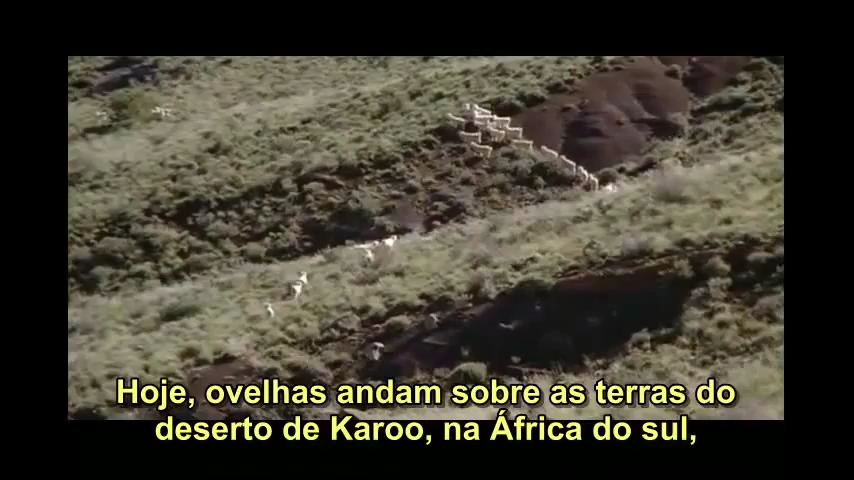 Hoje, ovelhas andam sobre as terras do
deserto de Karoo, na África do sul,